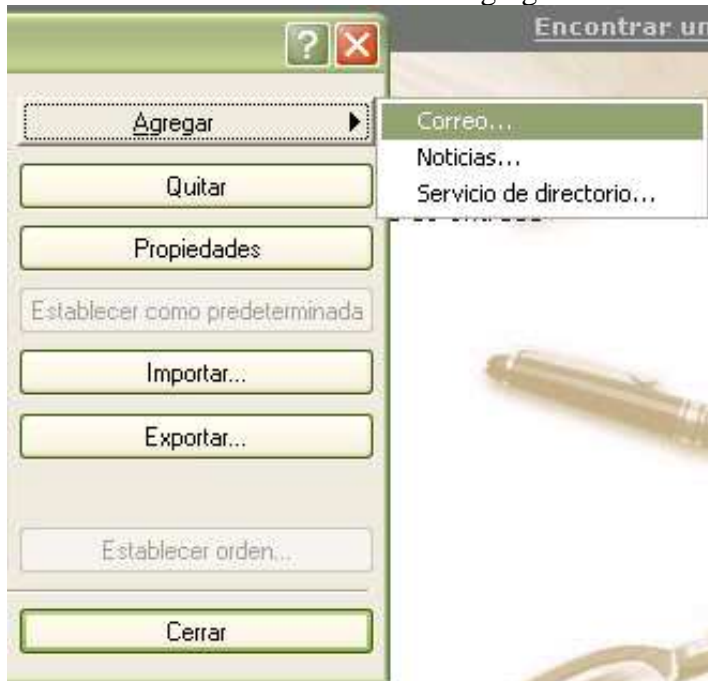 Encontrar un
Agregar
Correo...
Noticias...
Quitar
Servicio de directorio...
Propiedades
Establecer como predeterminada
Importar...
Exportar...
Establecer orden...
Cerrar